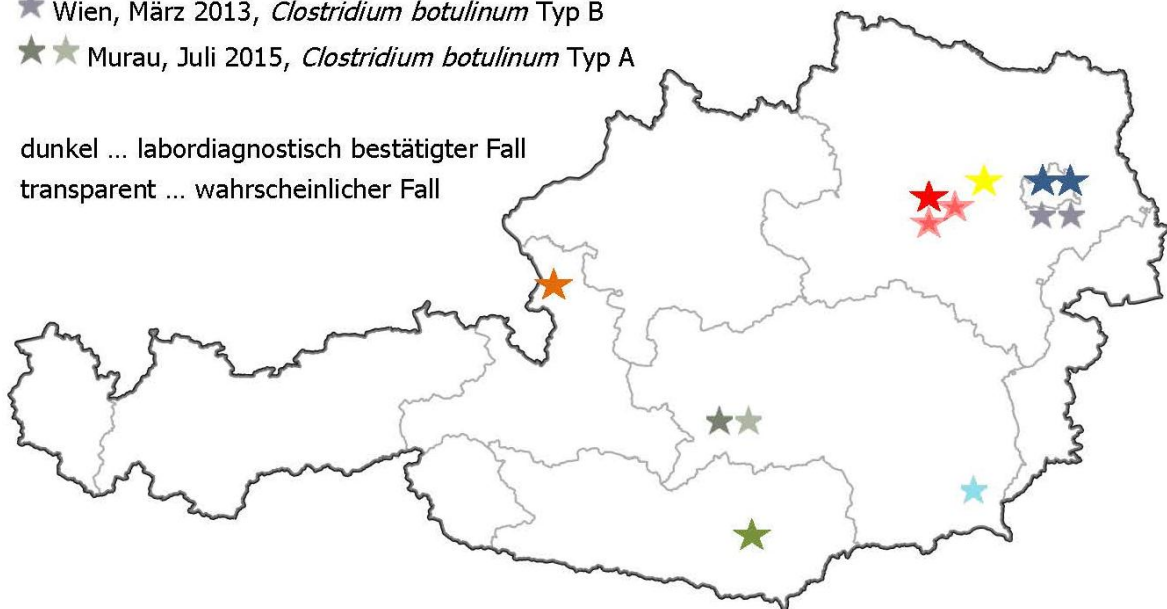 Wien, März 2013, Clostridium botulinum Typ B
Murau, Juli 2015, Clostridium botulinum Typ A
dunkel ... labordiagnostisch bestätigter Fall
transparent ... wahrscheinlicher Fall